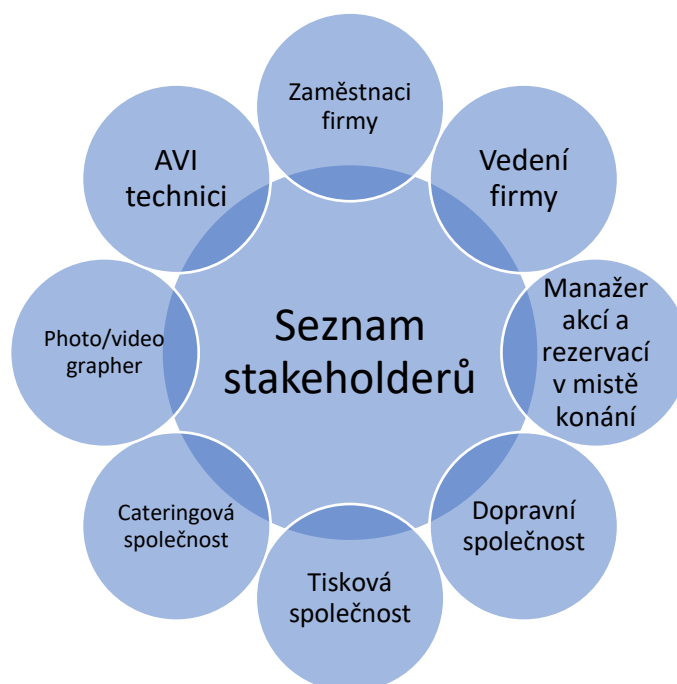 Zaměstnaci
firmy
Vedení
firmy
Manažer
akcí a
rezervací
v mistě
konání
Dopravní
společnost
Tisková
společnost
Cateringová
společnost
Photo/video
grapher
AVI
technici
Seznam
stakeholderů